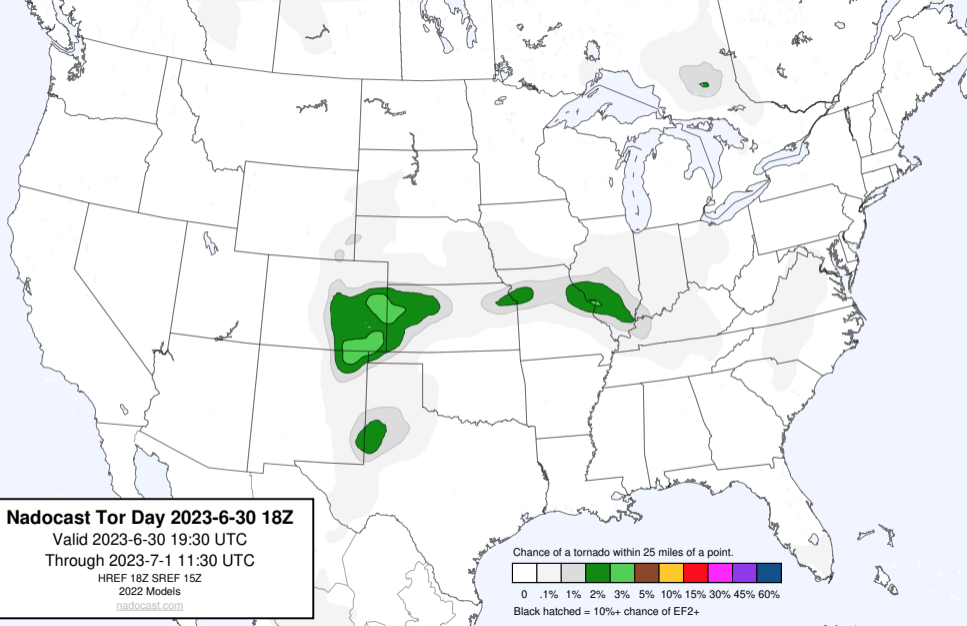 Nadocast Tor Day 2023-6-30 18Z
Valid 2023-6-30 19:30 UTC
Through 2023-7-1 11:30 UTC
HREF 18Z SREF 15Z
2022 Models
nadocast.com
Chance of a tornado within 25 miles of a point.
0 .1% 1% 2% 3% 5% 10% 15% 30% 45% 60%
Black hatched = 10%+ chance of EF2+